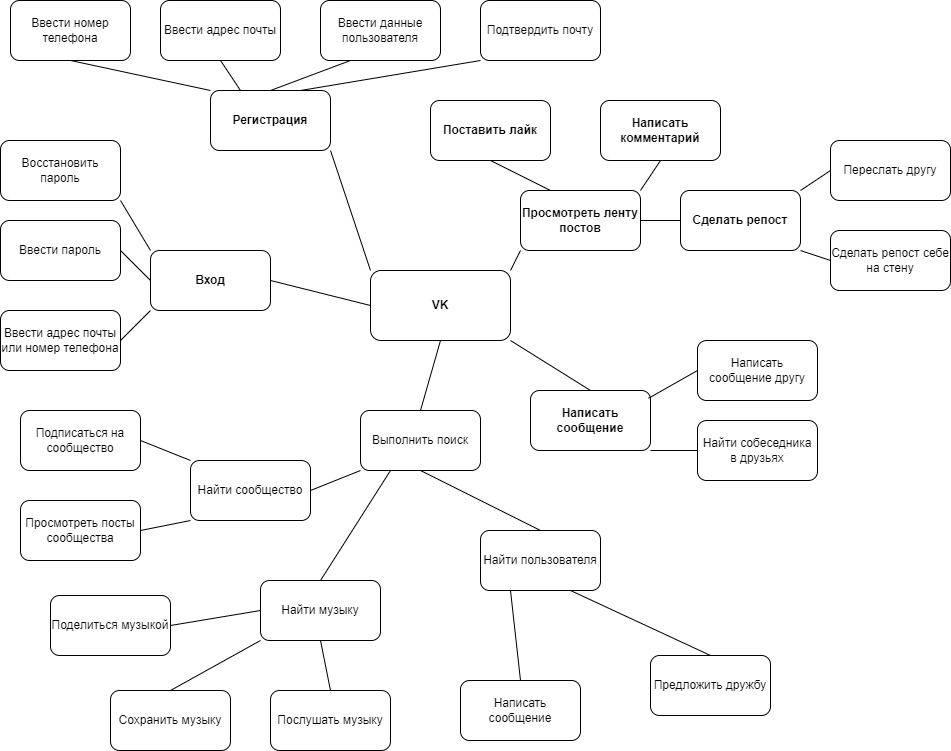 Ввести номер
телефона
Ввести адрес почты
Ввести данные
пользователя
Подтвердить почту
Регистрация
Поставить лайк
Написать
комментарий
Восстановить
пароль
Переслать другу
Просмотреть ленту
постов
Сделать репост
Ввести пароль
Сделать репост себе
на стену
Вход
VK
Ввести адрес почты
или номер телефона
Написать
сообщение другу
Написать
сообщение
Подписаться на
сообщество
Выполнить поиск
Найти собеседника
в друзьях
Найти сообщество
Просмотреть посты
сообщества
Найти пользователя
Найти музыку
Поделиться музыкой
Предложить дружбу
Сохранить музыку
Послушать музыку
Написать
сообщение